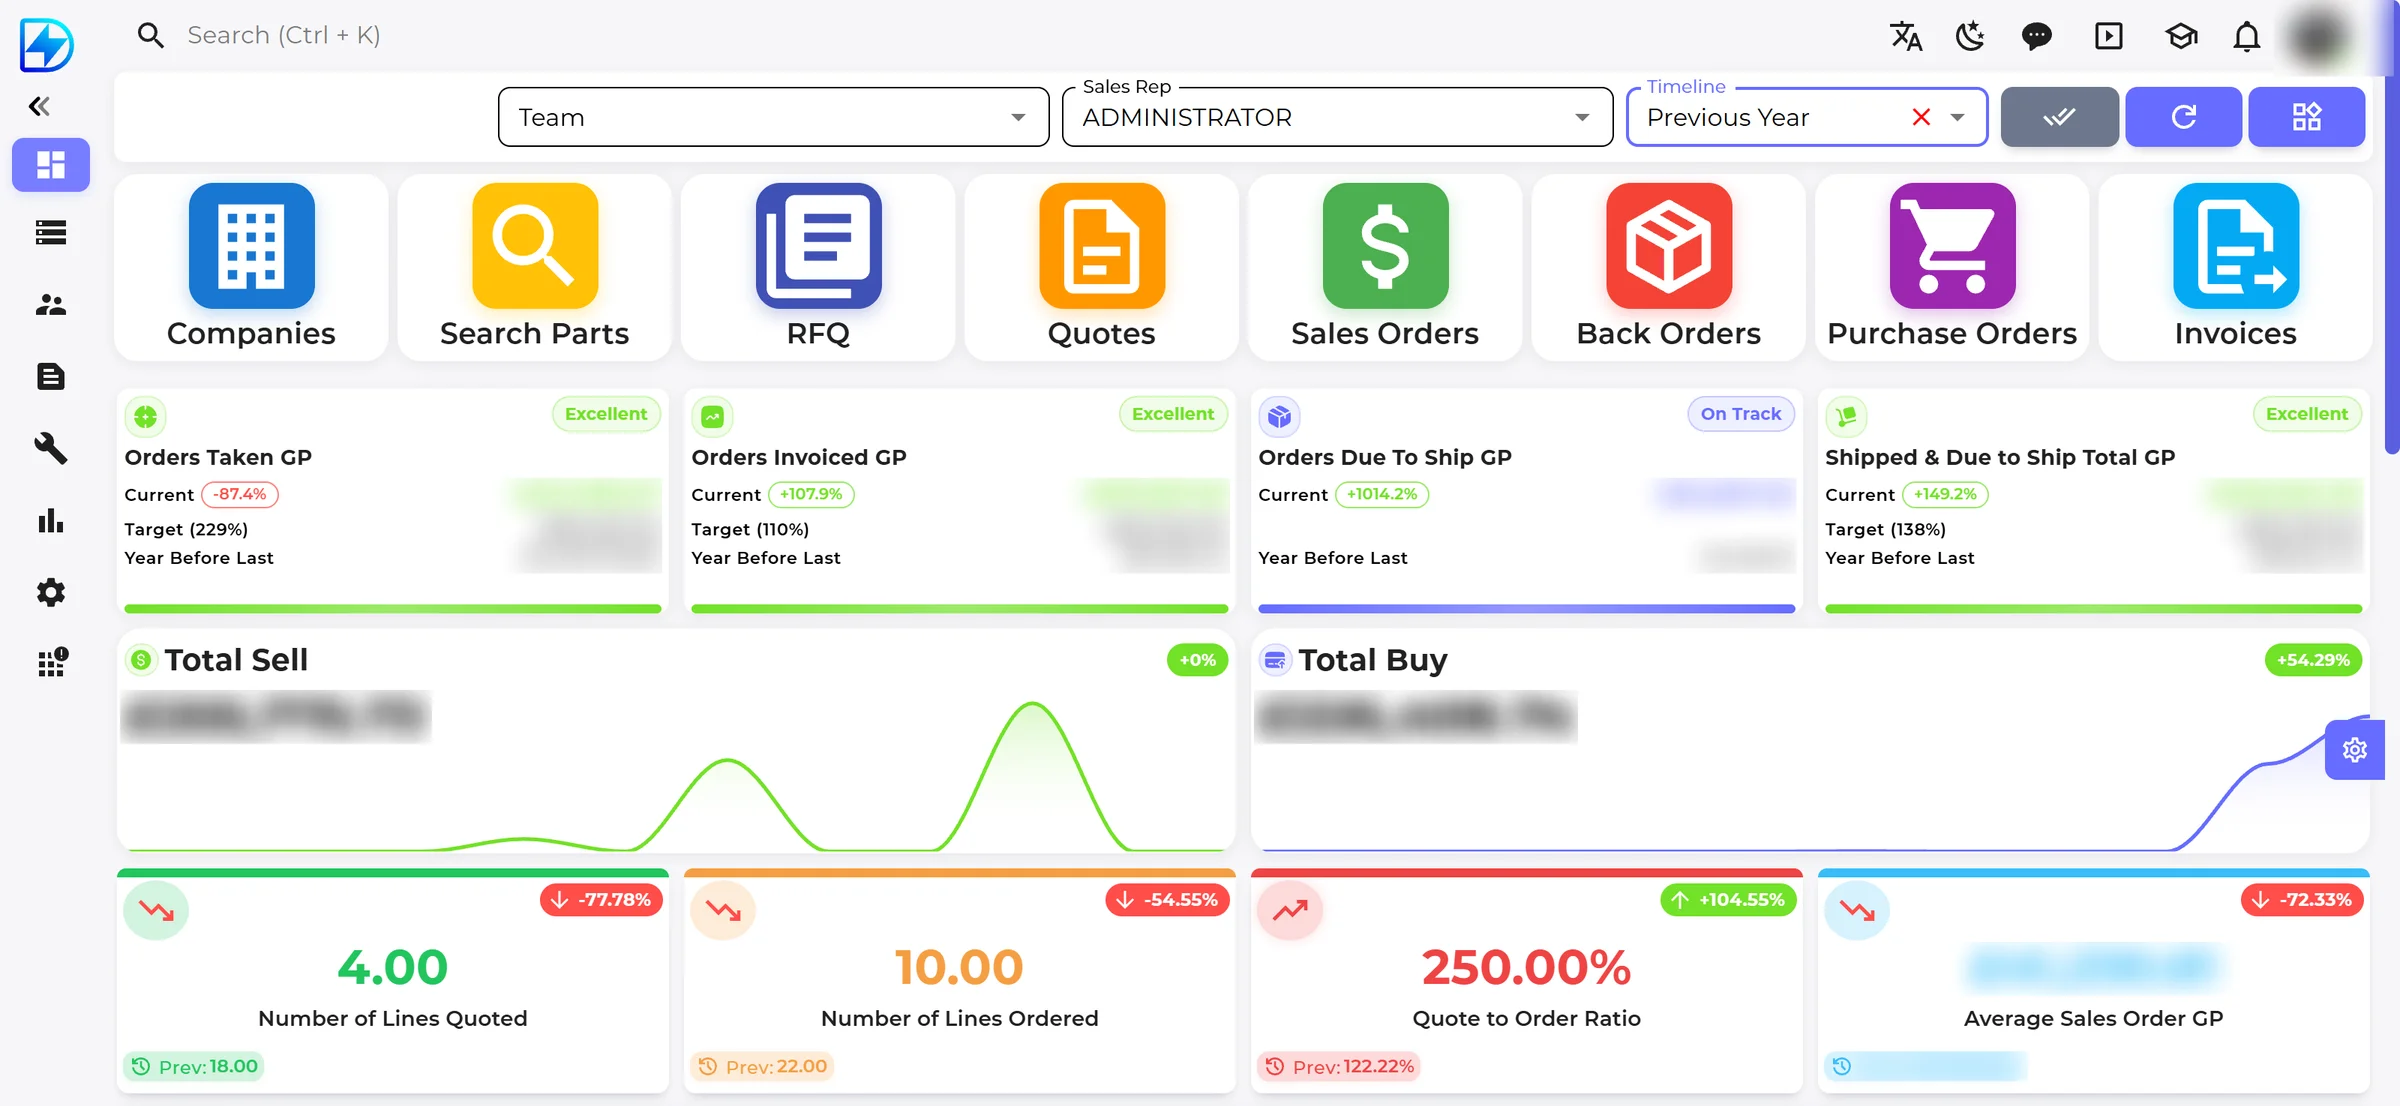 Search (Ctrl + K)
Team
Sales Rep
ADMINISTRATOR
Timeline
Previous Year
Companies
Search Parts
RFQ
Quotes
Sales Orders
Back Orders
Purchase Orders
Invoices
Excellent
Orders Taken GP
Current -87.4%
Target (229%)
Year Before Last
Excellent
Orders Invoiced GP
Current +107.9%
Target (110%)
Year Before Last
On Track
Orders Due To Ship GP
Current +1014.2%
Year Before Last
Excellent
Shipped & Due to Ship Total GP
Current +149.2%
Target (138%)
Year Before Last
Total Sell
+0%
Total Buy
+54.29%
-77.78%
4.00
Number of Lines Quoted
Prev: 18.00
-54.55%
10.00
Number of Lines Ordered
Prev: 22.00
+104.55%
250.00%
Quote to Order Ratio
Prev: 122.22%
-72.33%
Average Sales Order GP